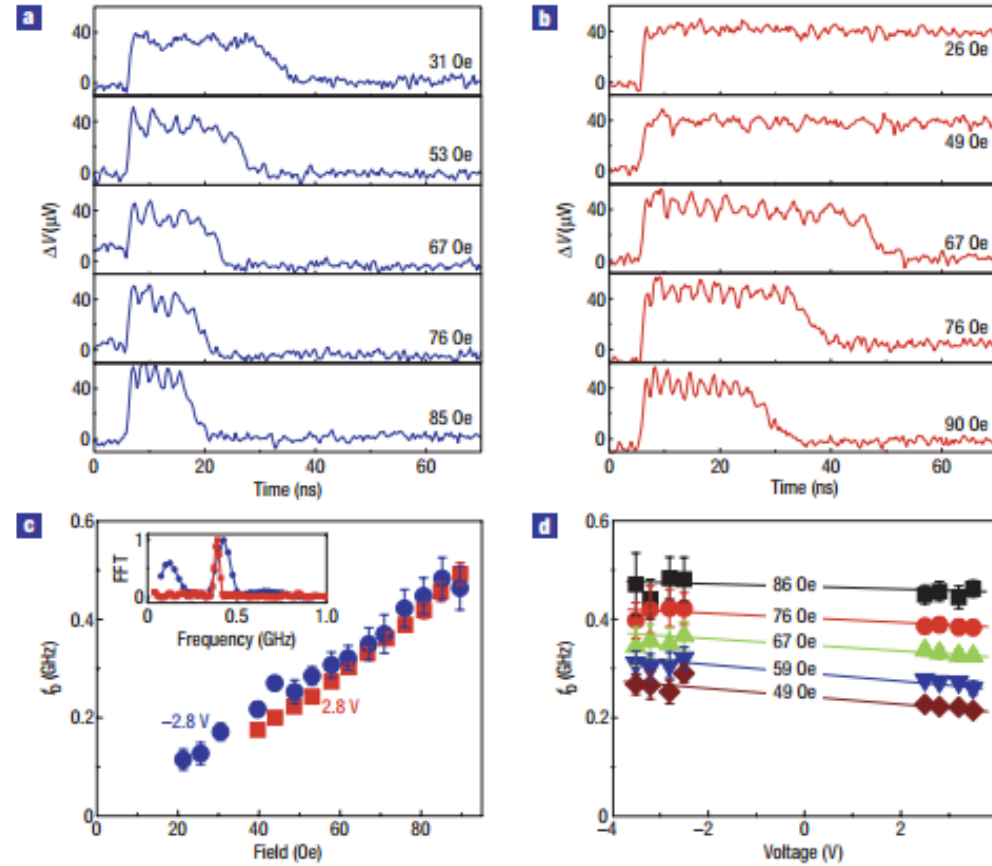 a
40
0
31 Oe
40
0
53 Oe
ΔV (μV)
40
0
67 Oe
40
0
76 Oe
40
0
85 Oe
0 20 40 60
Time (ns)
b
40
0
26 Oe
40
0
49 Oe
ΔV (μV)
40
0
67 Oe
40
0
76 Oe
40
0
90 Oe
0 20 40 60
Time (ns)
c
0.6
0.4
0.2
0
f_D (GHz)
FFT
1
0
0 0.5 1.0
Frequency (GHz)
−2.8 V
2.8 V
0 20 40 60 80
Field (Oe)
d
0.6
0.4
0.2
0
f_D (GHz)
86 Oe
76 Oe
67 Oe
59 Oe
49 Oe
−4 −2 0 2
Voltage (V)